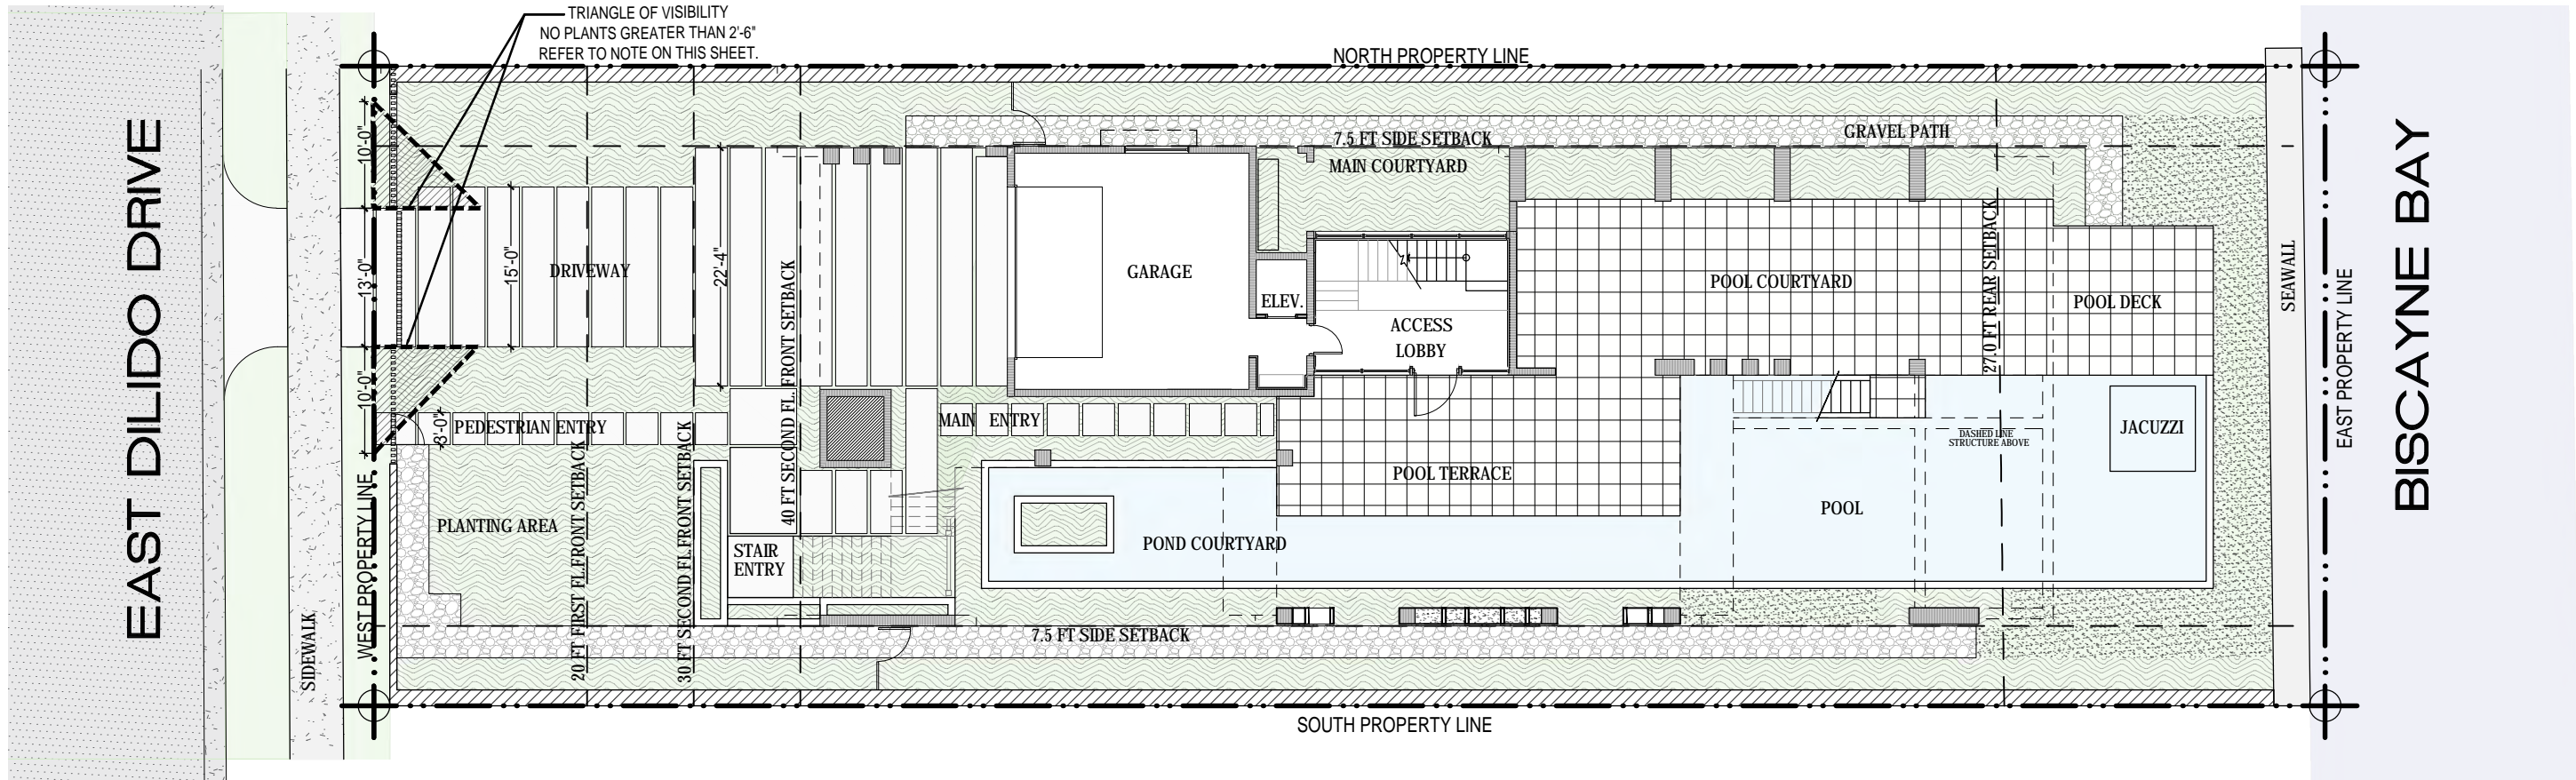 TRIANGLE OF VISIBILITY
NO PLANTS GREATER THAN 2'-6"
REFER TO NOTE ON THIS SHEET.
NORTH PROPERTY LINE
EAST DILIDO DRIVE
SIDEWALK
WEST PROPERTY LINE
10'-0"
13'-0"
10'-0"
15'-0"
DRIVEWAY
22'-4"
3'-0"
PEDESTRIAN ENTRY
PLANTING AREA
20 FT FIRST FL.FRONT SETBACK
30 FT SECOND FL.FRONT SETBACK
40 FT SECOND FL. FRONT SETBACK
STAIR
ENTRY
MAIN ENTRY
GARAGE
ELEV.
ACCESS
LOBBY
7.5 FT SIDE SETBACK
MAIN COURTYARD
GRAVEL PATH
POOL COURTYARD
27.0 FT REAR SETBACK
POOL DECK
POOL TERRACE
POND COURTYARD
POOL
DASHED LINE
STRUCTURE ABOVE
JACUZZI
7.5 FT SIDE SETBACK
SEAWALL
EAST PROPERTY LINE
BISCAYNE BAY
SOUTH PROPERTY LINE